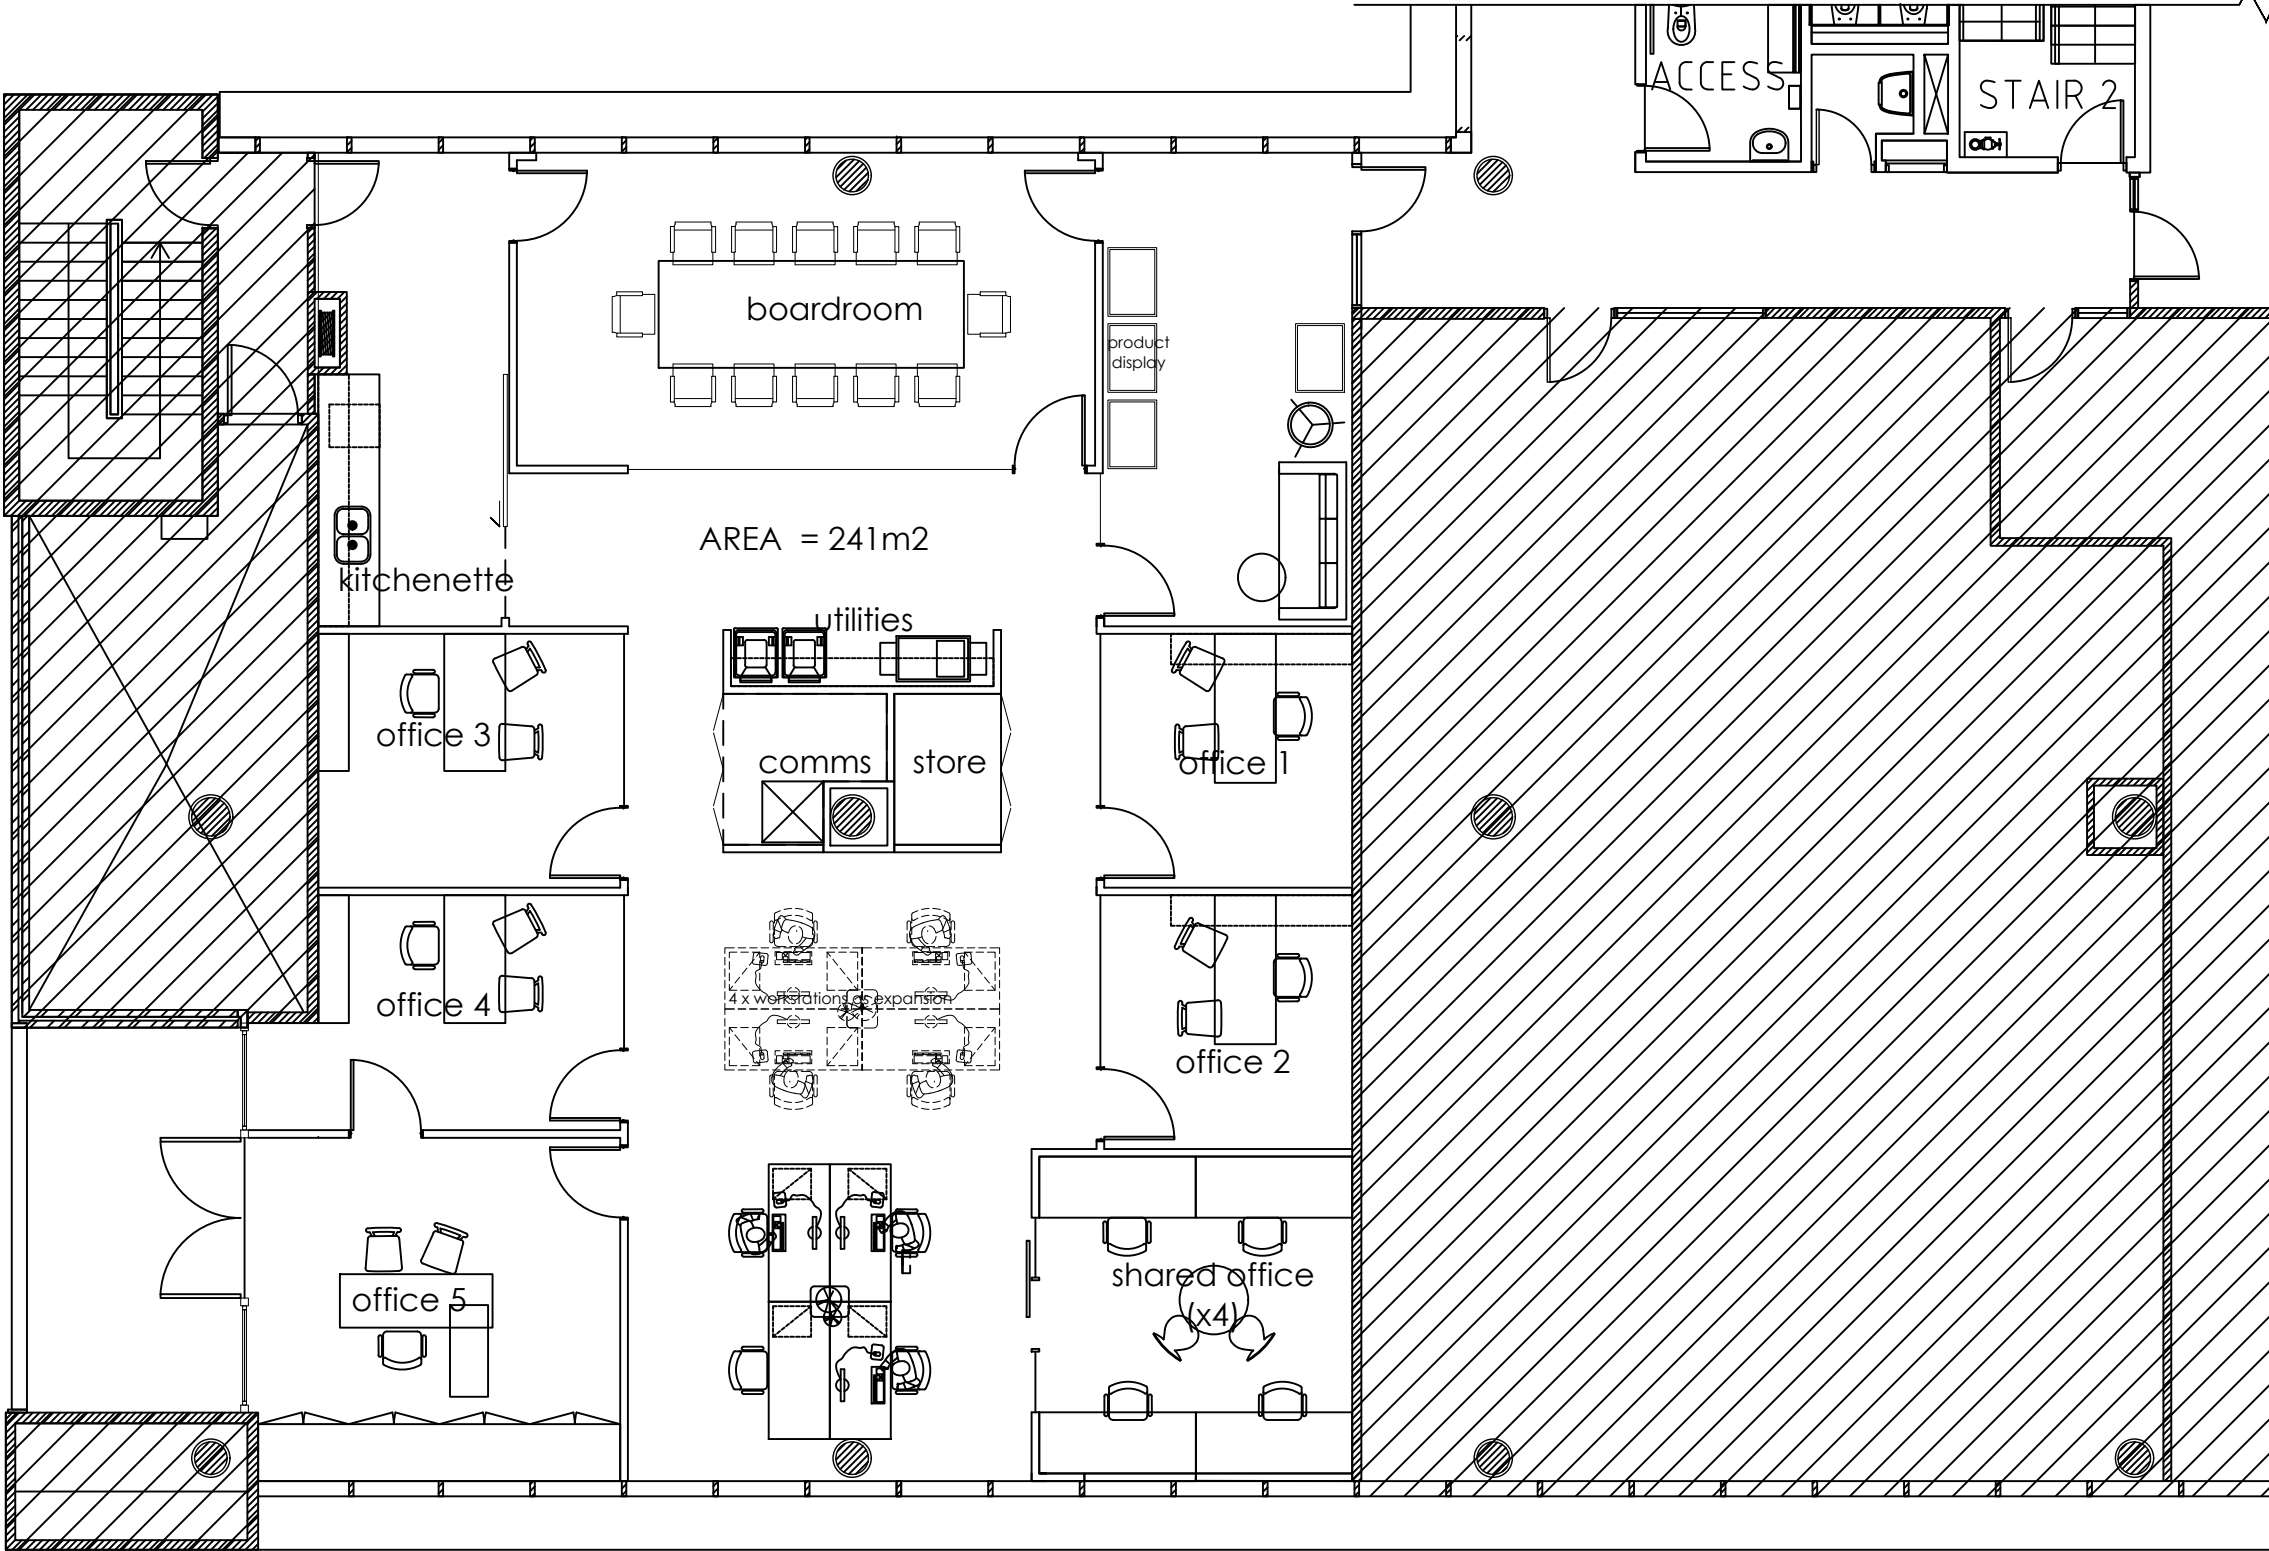 ACCESS
STAIR 2
boardroom
product
display
AREA = 241m2
kitchenette
utilities
office 3
comms
store
office 1
office 4
4 x workstations as expansion
office 2
shared office
(x4)
office 5